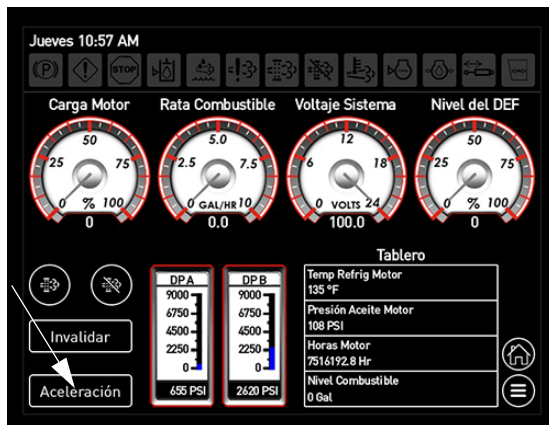 Jueves 10:57 AM
(P)
STOP
Carga Motor Rata Combustible Voltaje Sistema Nivel del DEF
50 5.0 12 50
25 75 2.5 7.5 6 18 25 75
0 % 100 0 GAL/HR 10 0 VOLTS 24 0 % 100
0 0.0 100.0 0
Tablero
DP A DP B
9000 9000
6750 6750
4500 4500
2250 2250
0 0
655 PSI 2620 PSI
Temp Refrig Motor
135 °F
Presión Aceite Motor
108 PSI
Horas Motor
7516192.8 Hr
Nivel Combustible
0 Gal
Invalidar
Aceleración